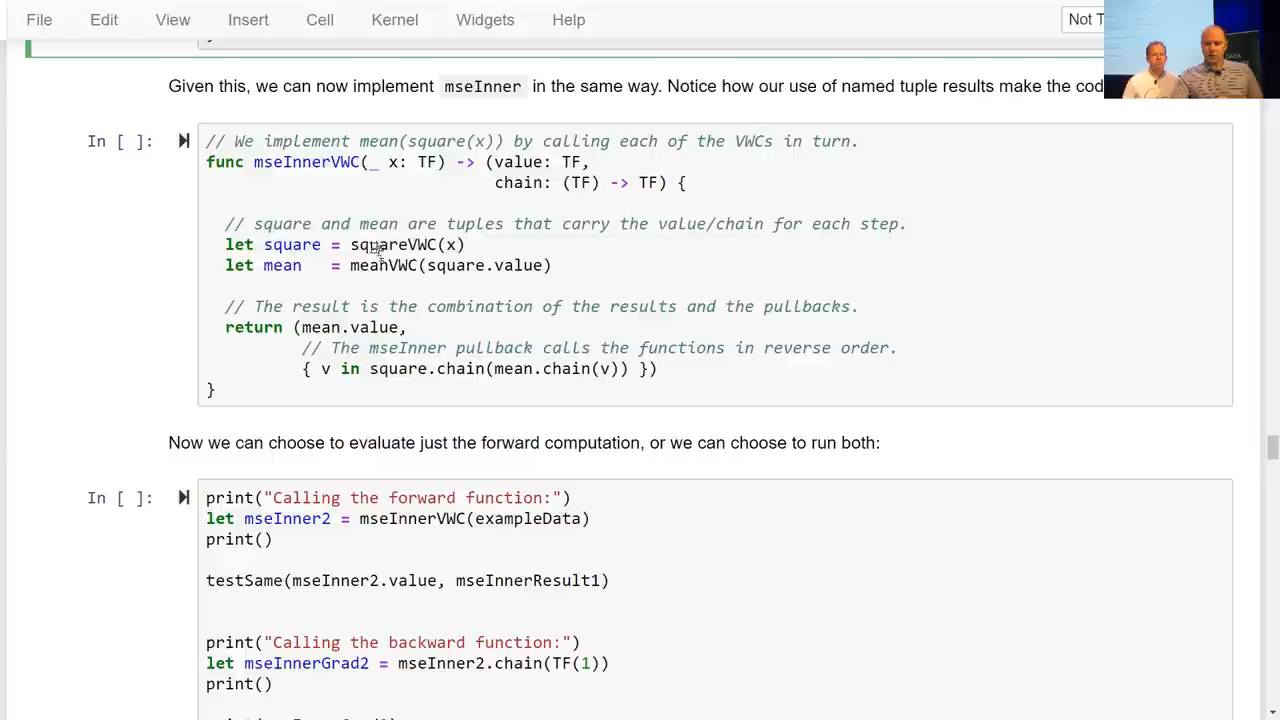 File Edit View Insert Cell Kernel Widgets Help Not T
Given this, we can now implement mseInner in the same way. Notice how our use of named tuple results make the cod
In [ ]:
// We implement mean(square(x)) by calling each of the VWCs in turn.
func mseInnerVWC(_ x: TF) -> (value: TF,
chain: (TF) -> TF) {
// square and mean are tuples that carry the value/chain for each step.
let square = squareVWC(x)
let mean = meanVWC(square.value)
// The result is the combination of the results and the pullbacks.
return (mean.value,
// The mseInner pullback calls the functions in reverse order.
{ v in square.chain(mean.chain(v)) })
}
Now we can choose to evaluate just the forward computation, or we can choose to run both:
In [ ]:
print("Calling the forward function:")
let mseInner2 = mseInnerVWC(exampleData)
print()
testSame(mseInner2.value, mseInnerResult1)
print("Calling the backward function:")
let mseInnerGrad2 = mseInner2.chain(TF(1))
print()